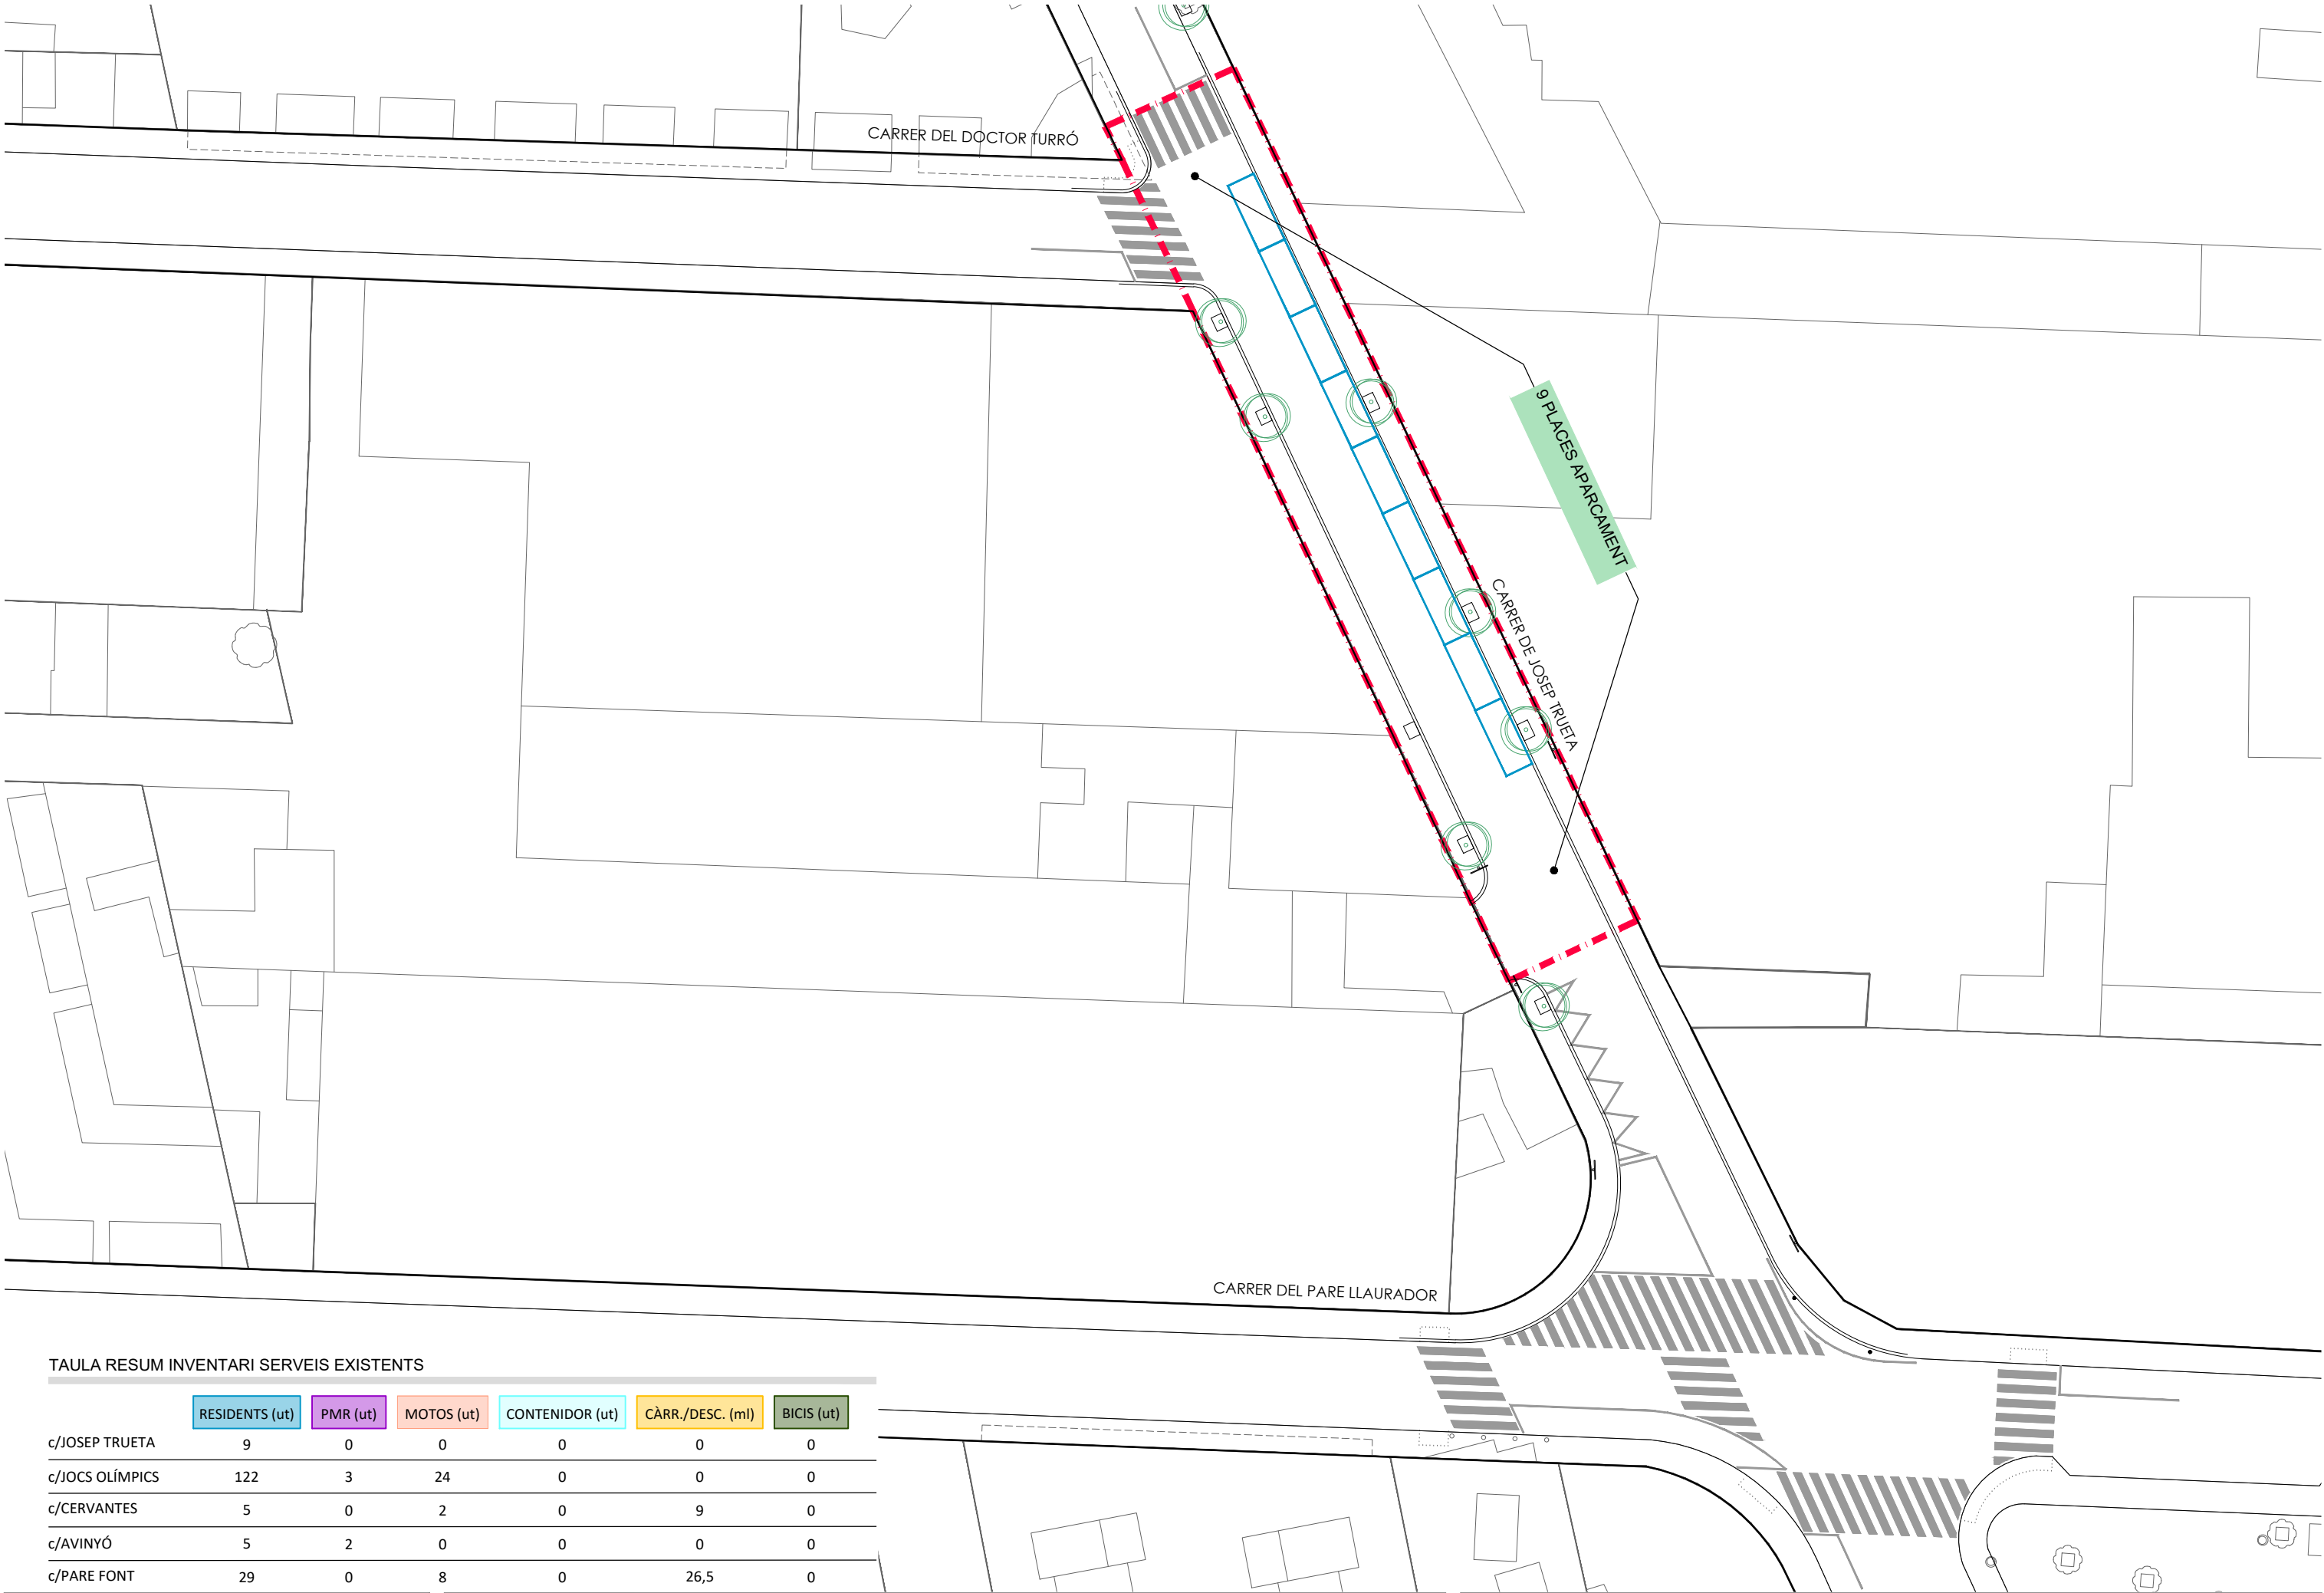 CARRER DEL DOCTOR TURRÓ
9 PLACES APARCAMENT
CARRER DE JOSEP TRUETA
CARRER DEL PARE LLAURADOR
TAULA RESUM INVENTARI SERVEIS EXISTENTS
RESIDENTS (ut) PMR (ut) MOTOS (ut) CONTENIDOR (ut) CÀRR./DESC. (ml) BICIS (ut)
c/JOSEP TRUETA 9 0 0 0 0 0
c/JOCS OLÍMPICS 122 3 24 0 0 0
c/CERVANTES 5 0 2 0 9 0
c/AVINYÓ 5 2 0 0 0 0
c/PARE FONT 29 0 8 0 26,5 0